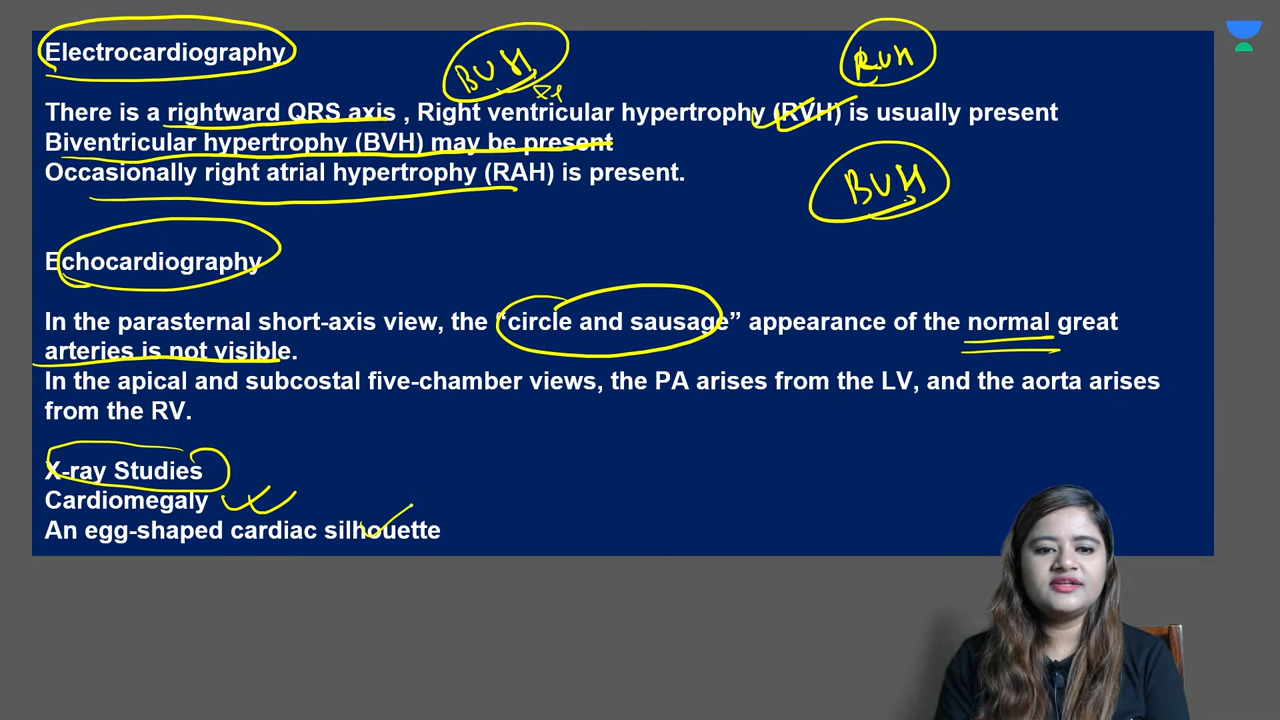 Electrocardiography
BVH
RVH
There is a rightward QRS axis , Right ventricular hypertrophy (RVH) is usually present
Biventricular hypertrophy (BVH) may be present
Occasionally right atrial hypertrophy (RAH) is present.
BVH
Echocardiography
In the parasternal short-axis view, the “circle and sausage” appearance of the normal great
arteries is not visible.
In the apical and subcostal five-chamber views, the PA arises from the LV, and the aorta arises
from the RV.
X-ray Studies
Cardiomegaly
An egg-shaped cardiac silhouette